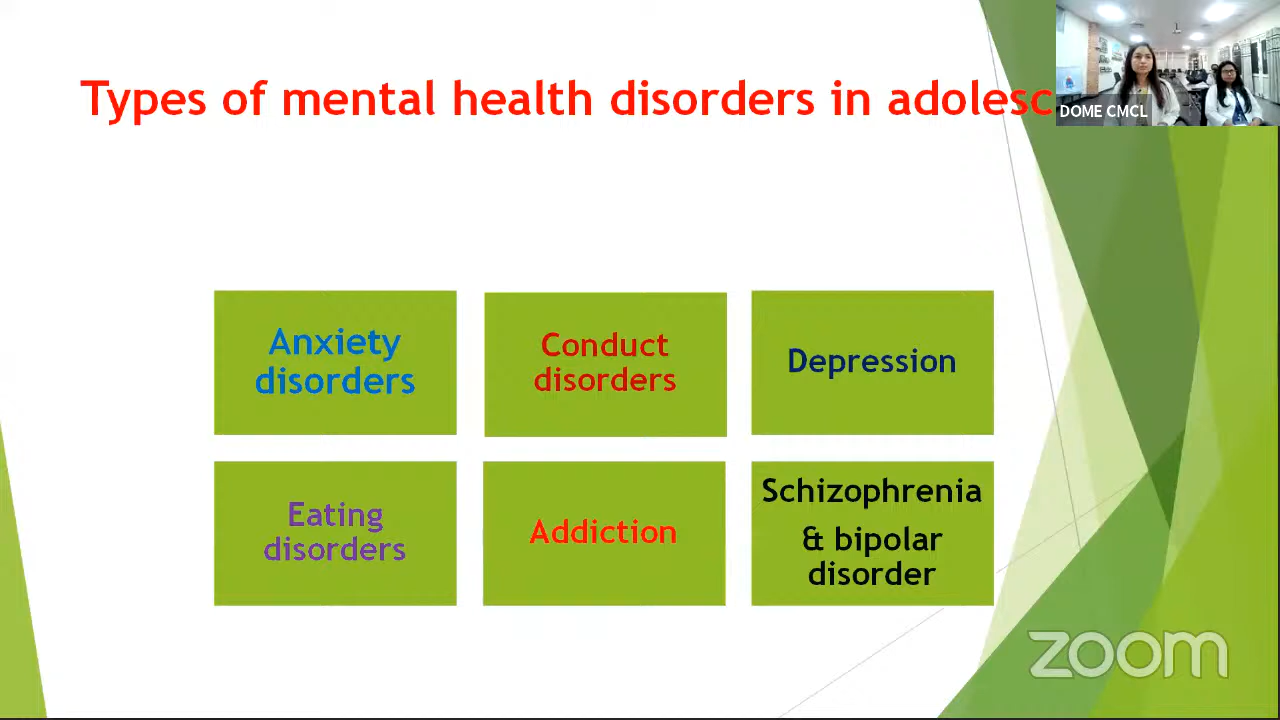 Types of mental health disorders in adolesc
DOME CMCL
Anxiety
disorders
Conduct
disorders
Depression
Eating
disorders
Addiction
Schizophrenia
& bipolar
disorder
zoom